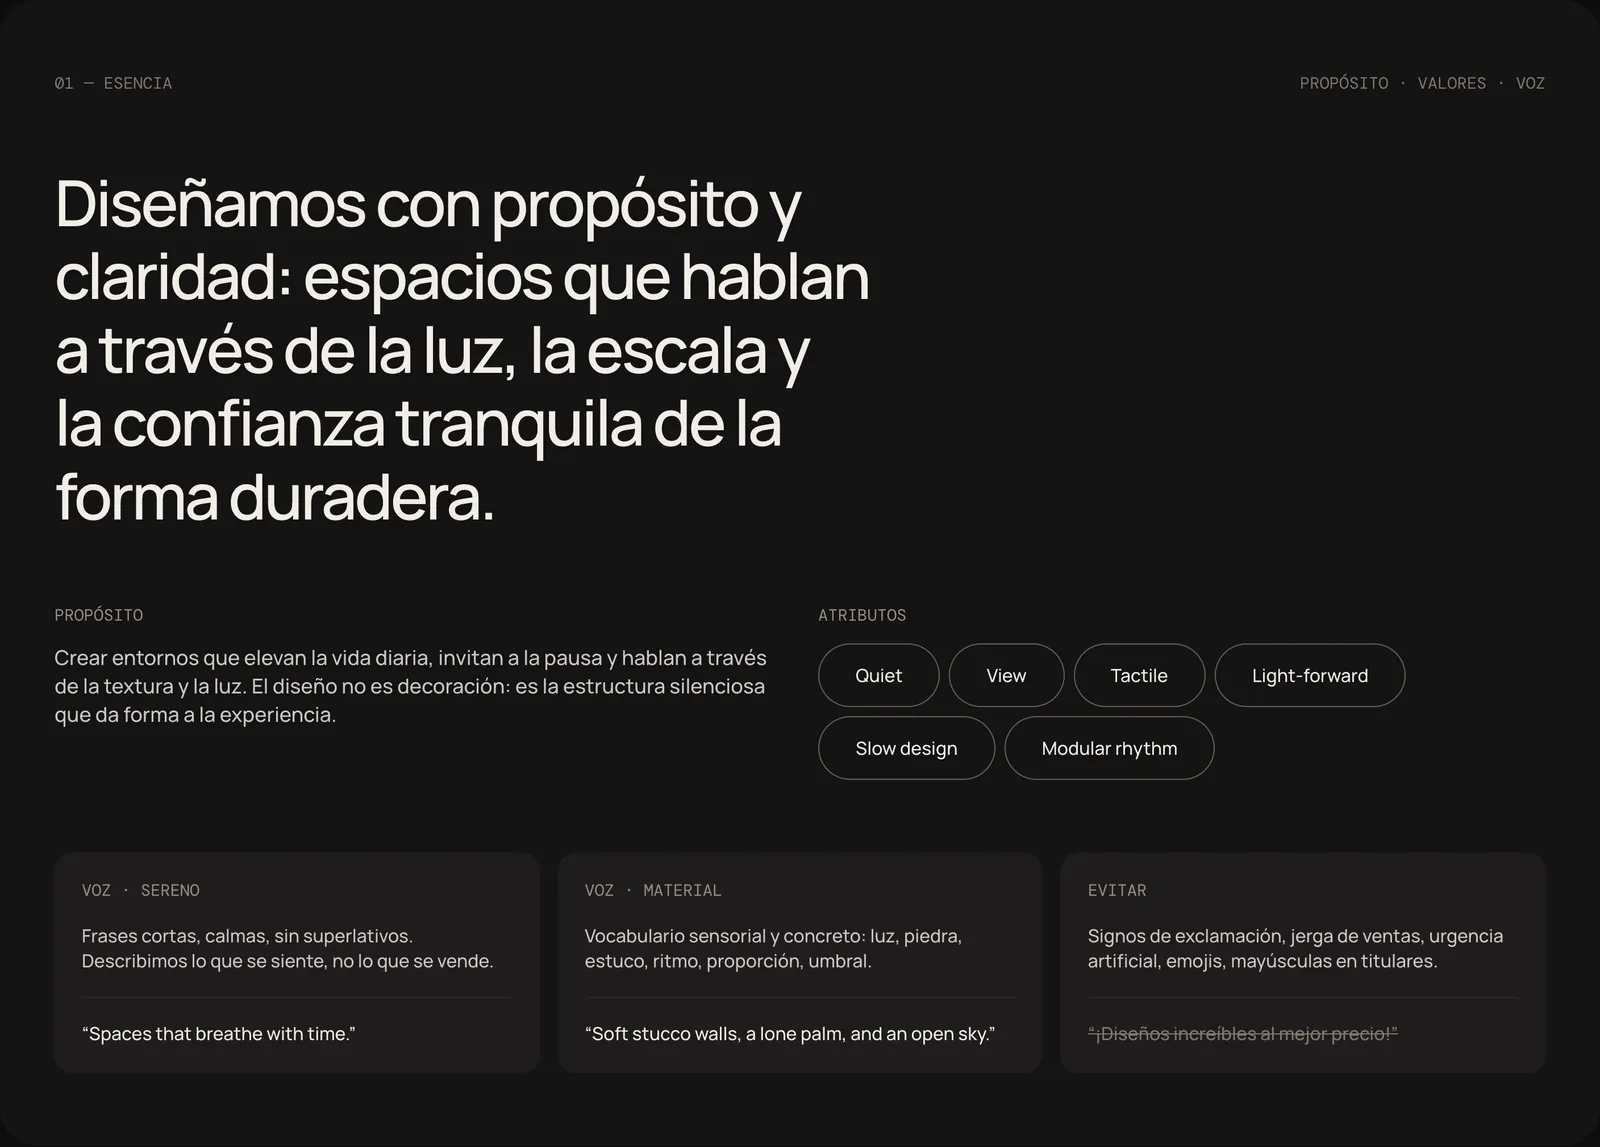 01 — ESENCIA
PROPÓSITO · VALORES · VOZ
Diseñamos con propósito y
claridad: espacios que hablan
a través de la luz, la escala y
la confianza tranquila de la
forma duradera.
PROPÓSITO
Crear entornos que elevan la vida diaria, invitan a la pausa y hablan a través
de la textura y la luz. El diseño no es decoración: es la estructura silenciosa
que da forma a la experiencia.
ATRIBUTOS
Quiet
View
Tactile
Light-forward
Slow design
Modular rhythm
VOZ · SERENO
Frases cortas, calmas, sin superlativos.
Describimos lo que se siente, no lo que se vende.
“Spaces that breathe with time.”
VOZ · MATERIAL
Vocabulario sensorial y concreto: luz, piedra,
estuco, ritmo, proporción, umbral.
“Soft stucco walls, a lone palm, and an open sky.”
EVITAR
Signos de exclamación, jerga de ventas, urgencia
artificial, emojis, mayúsculas en titulares.
“¡Diseños increíbles al mejor precio!”